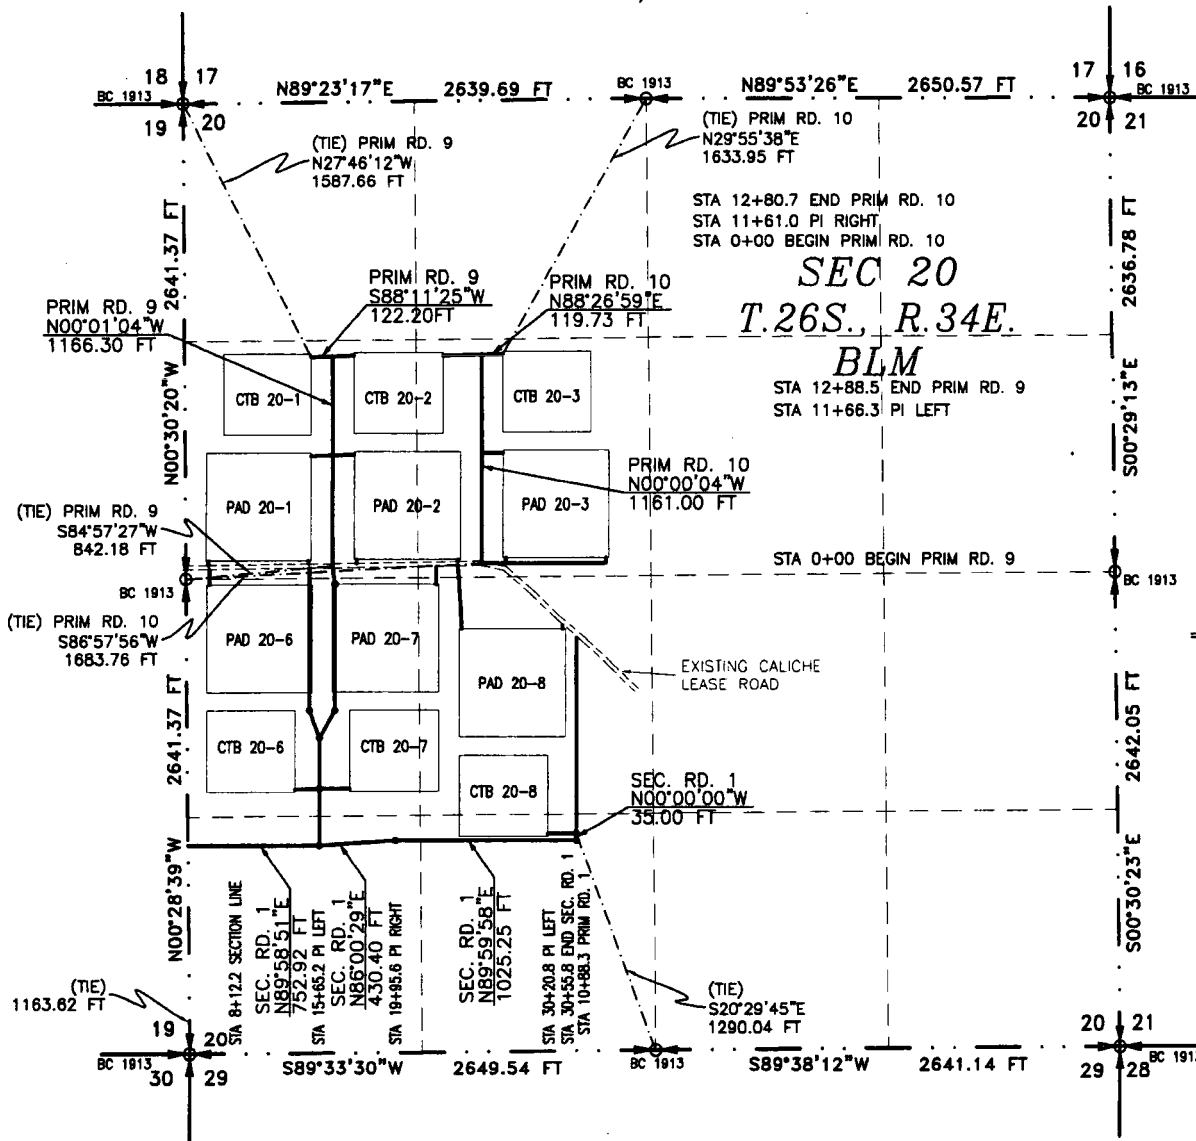 18 17
BC 1913
19 20
N89°23'17"E 2639.69 FT
BC 1913
N89°53'26"E 2650.57 FT
17 16
BC 1913
20 21
(TIE) PRIM RD. 9
N27°46'12"W
1587.66 FT
(TIE) PRIM RD. 10
N29°55'38"E
1633.95 FT
STA 12+80.7 END PRIM RD. 10
STA 11+61.0 PI RIGHT
STA 0+00 BEGIN PRIM RD. 10
SEC 20
T.26S., R.34E.
BLM
STA 12+88.5 END PRIM RD. 9
STA 11+66.3 PI LEFT
2641.37 FT
N00°30'20"W
2636.78 FT
S00°29'13"E
PRIM RD. 9
N00°01'04"W
1166.30 FT
PRIM RD. 9
S88°11'25"W
122.20FT
PRIM RD. 10
N88°26'59"E
119.73 FT
CTB 20-1
CTB 20-2
CTB 20-3
PRIM RD. 10
N00°00'04"W
1161.00 FT
PAD 20-1
PAD 20-2
PAD 20-3
(TIE) PRIM RD. 9
S84°57'27"W
842.18 FT
STA 0+00 BEGIN PRIM RD. 9
BC 1913
BC 1913
(TIE) PRIM RD. 10
S86°57'56"W
1683.76 FT
PAD 20-6
PAD 20-7
PAD 20-8
EXISTING CALICHE
LEASE ROAD
2641.37 FT
N00°28'39"W
2642.05 FT
S00°30'23"E
CTB 20-6
CTB 20-7
CTB 20-8
SEC. RD. 1
N00°00'00"W
35.00 FT
STA 8+12.2 SECTION LINE
SEC. RD. 1
N89°58'51"E
752.92 FT
STA 15+65.2 PI LEFT
SEC. RD. 1
N86°00'29"E
430.40 FT
STA 19+95.6 PI RIGHT
SEC. RD. 1
N89°59'58"E
1025.25 FT
STA 30+20.8 PI LEFT
STA 30+55.8 END SEC. RD. 1
STA 10+88.3 PRIM RD. 1
(TIE)
1163.62 FT
(TIE)
S20°29'45"E
1290.04 FT
19 20
BC 1913
30 29
S89°33'30"W 2649.54 FT
BC 1913
S89°38'12"W 2641.14 FT
20 21
BC 1913
29 28